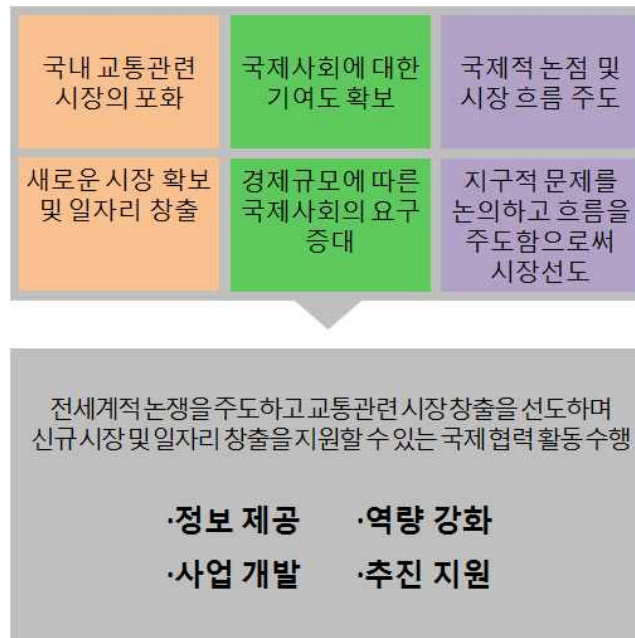 국내 교통관련
시장의 포화
국제사회에 대한
기여도 확보
국제적 논점 및
시장 흐름 주도
새로운 시장 확보
및 일자리 창출
경제규모에 따른
국제사회의 요구
증대
지구적 문제를
논의하고 흐름을
주도함으로써
시장선도
전세계적 논쟁을 주도하고 교통관련 시장 창출을 선도하며
신규 시장 및 일자리 창출을 지원할 수 있는 국제 협력 활동 수행
·정보 제공 ·역량 강화
·사업 개발 ·추진 지원